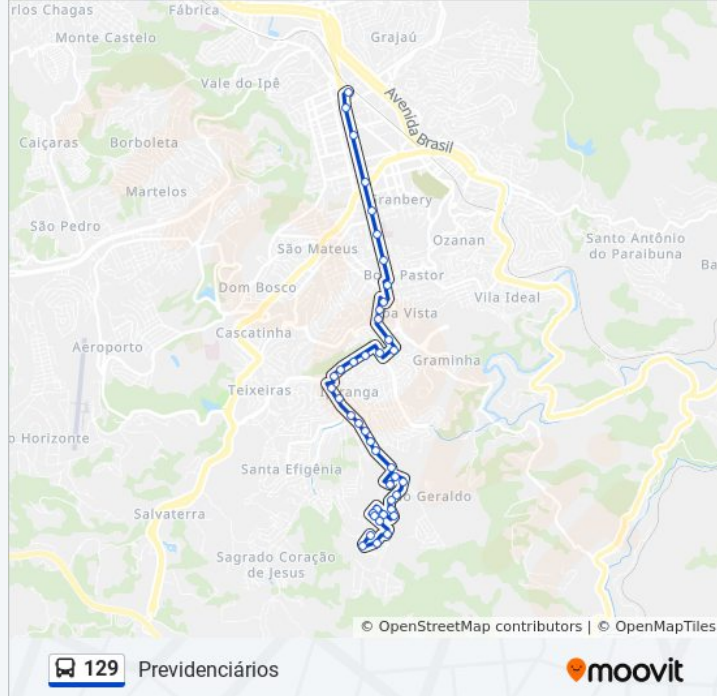 rlos Chagas
Fábrica
Monte Castelo
Grajaú
Vale do Ipê
Avenida Brasil
Caiçaras
Borboleta
Martelos
Granbery
São Pedro
São Mateus
Ozanan
Santo Antônio
do Paraibuna
Ba
Dom Bosco
Bom Pastor
Vila Ideal
Boa Vista
Cascatinha
Aeroporto
Graminha
Teixeiras
Ipiranga
o Horizonte
Santa Efigênia
o Geraldo
Salvaterra
Sagrado Coração
de Jesus
© OpenStreetMap contributors | © OpenMapTiles
129 Previdenciários
moovit